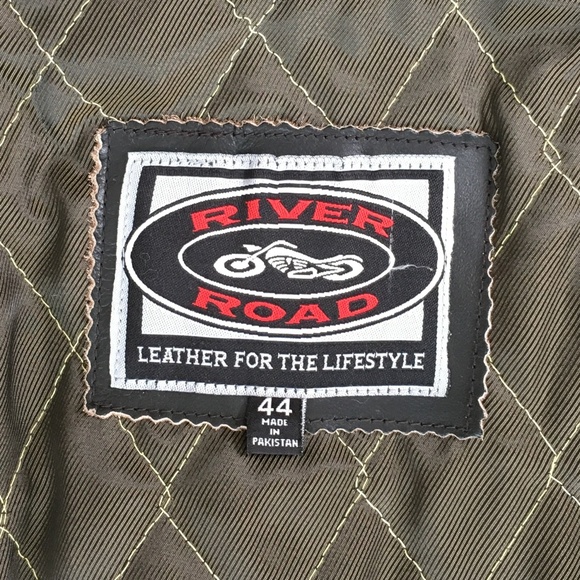 RIVER
ROAD
LEATHER FOR THE LIFESTYLE
44
MADE
IN
PAKISTAN